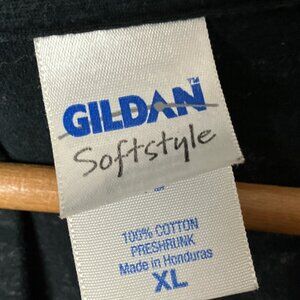 GILDAN™
Softstyle
100% COTTON
PRESHRUNK
Made in Honduras
XL